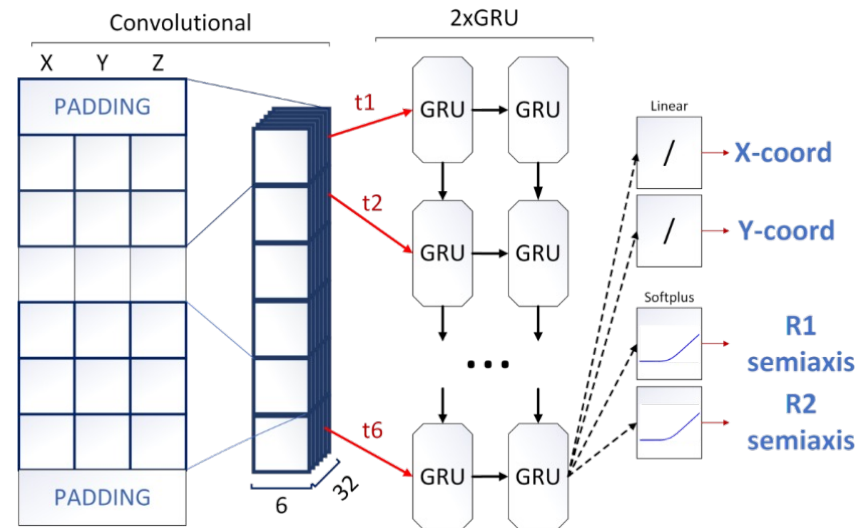 Convolutional
2xGRU
X Y Z
PADDING
t1
GRU GRU
Linear
/
X-coord
t2
GRU GRU
/
Y-coord
Softplus
R1
semiaxis
...
R2
semiaxis
t6
GRU GRU
PADDING
6
32